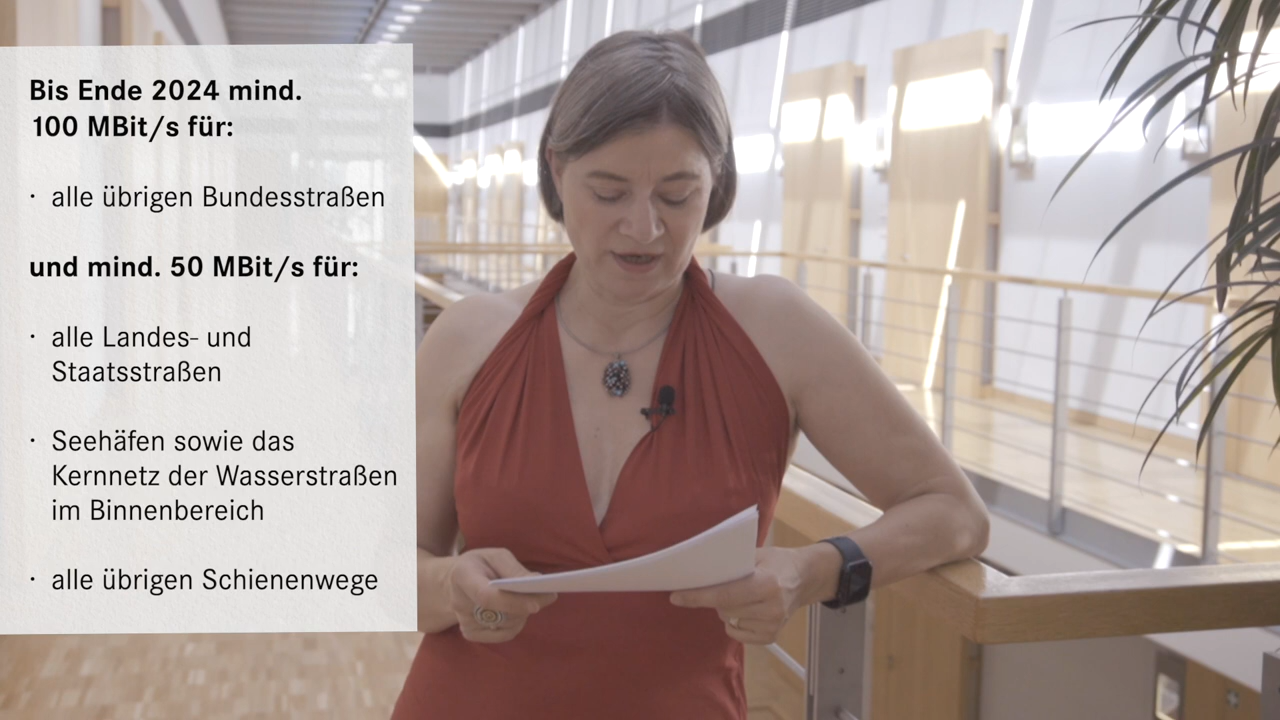 Bis Ende 2024 mind.
100 MBit/s für:
· alle übrigen Bundesstraßen
und mind. 50 MBit/s für:
· alle Landes- und
Staatsstraßen
· Seehäfen sowie das
Kernnetz der Wasserstraßen
im Binnenbereich
· alle übrigen Schienenwege